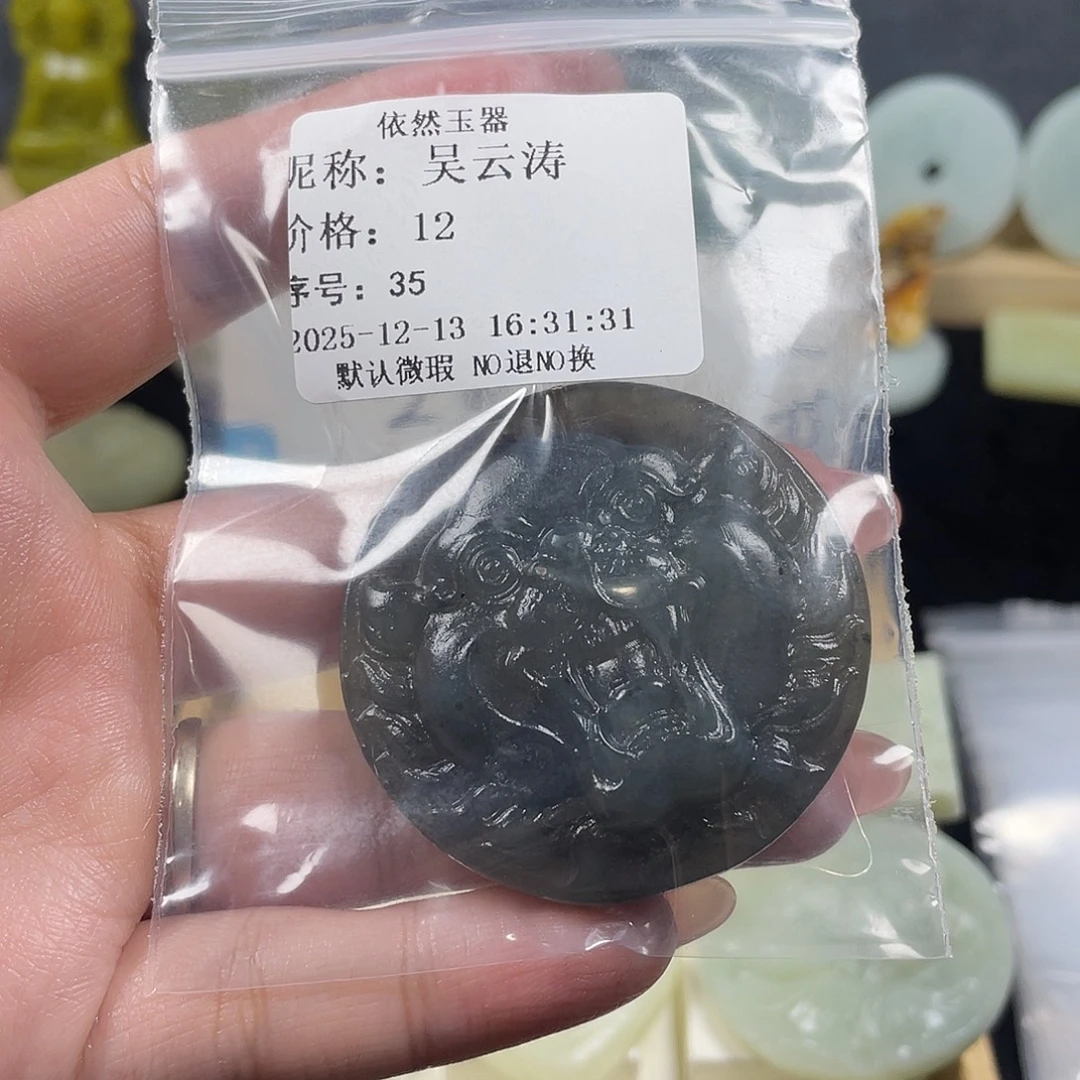 依然玉器
昵称：吴云涛
价格：12
序号：35
2025-12-13 16:31:31
默认微瑕 NO退NO换